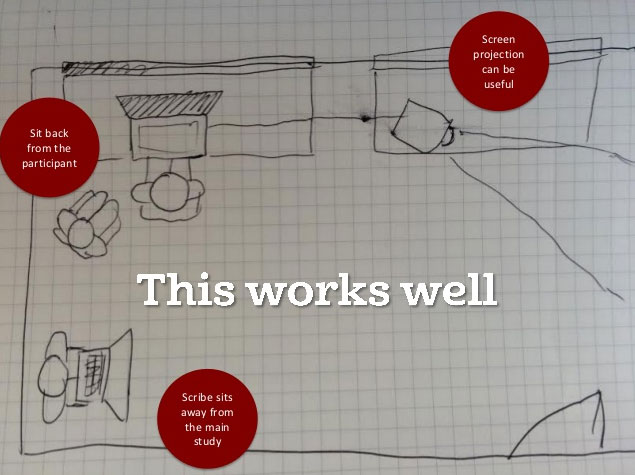 Screen
projection
can be
useful
Sit back
from the
participant
This works well
Scribe sits
away from
the main
study